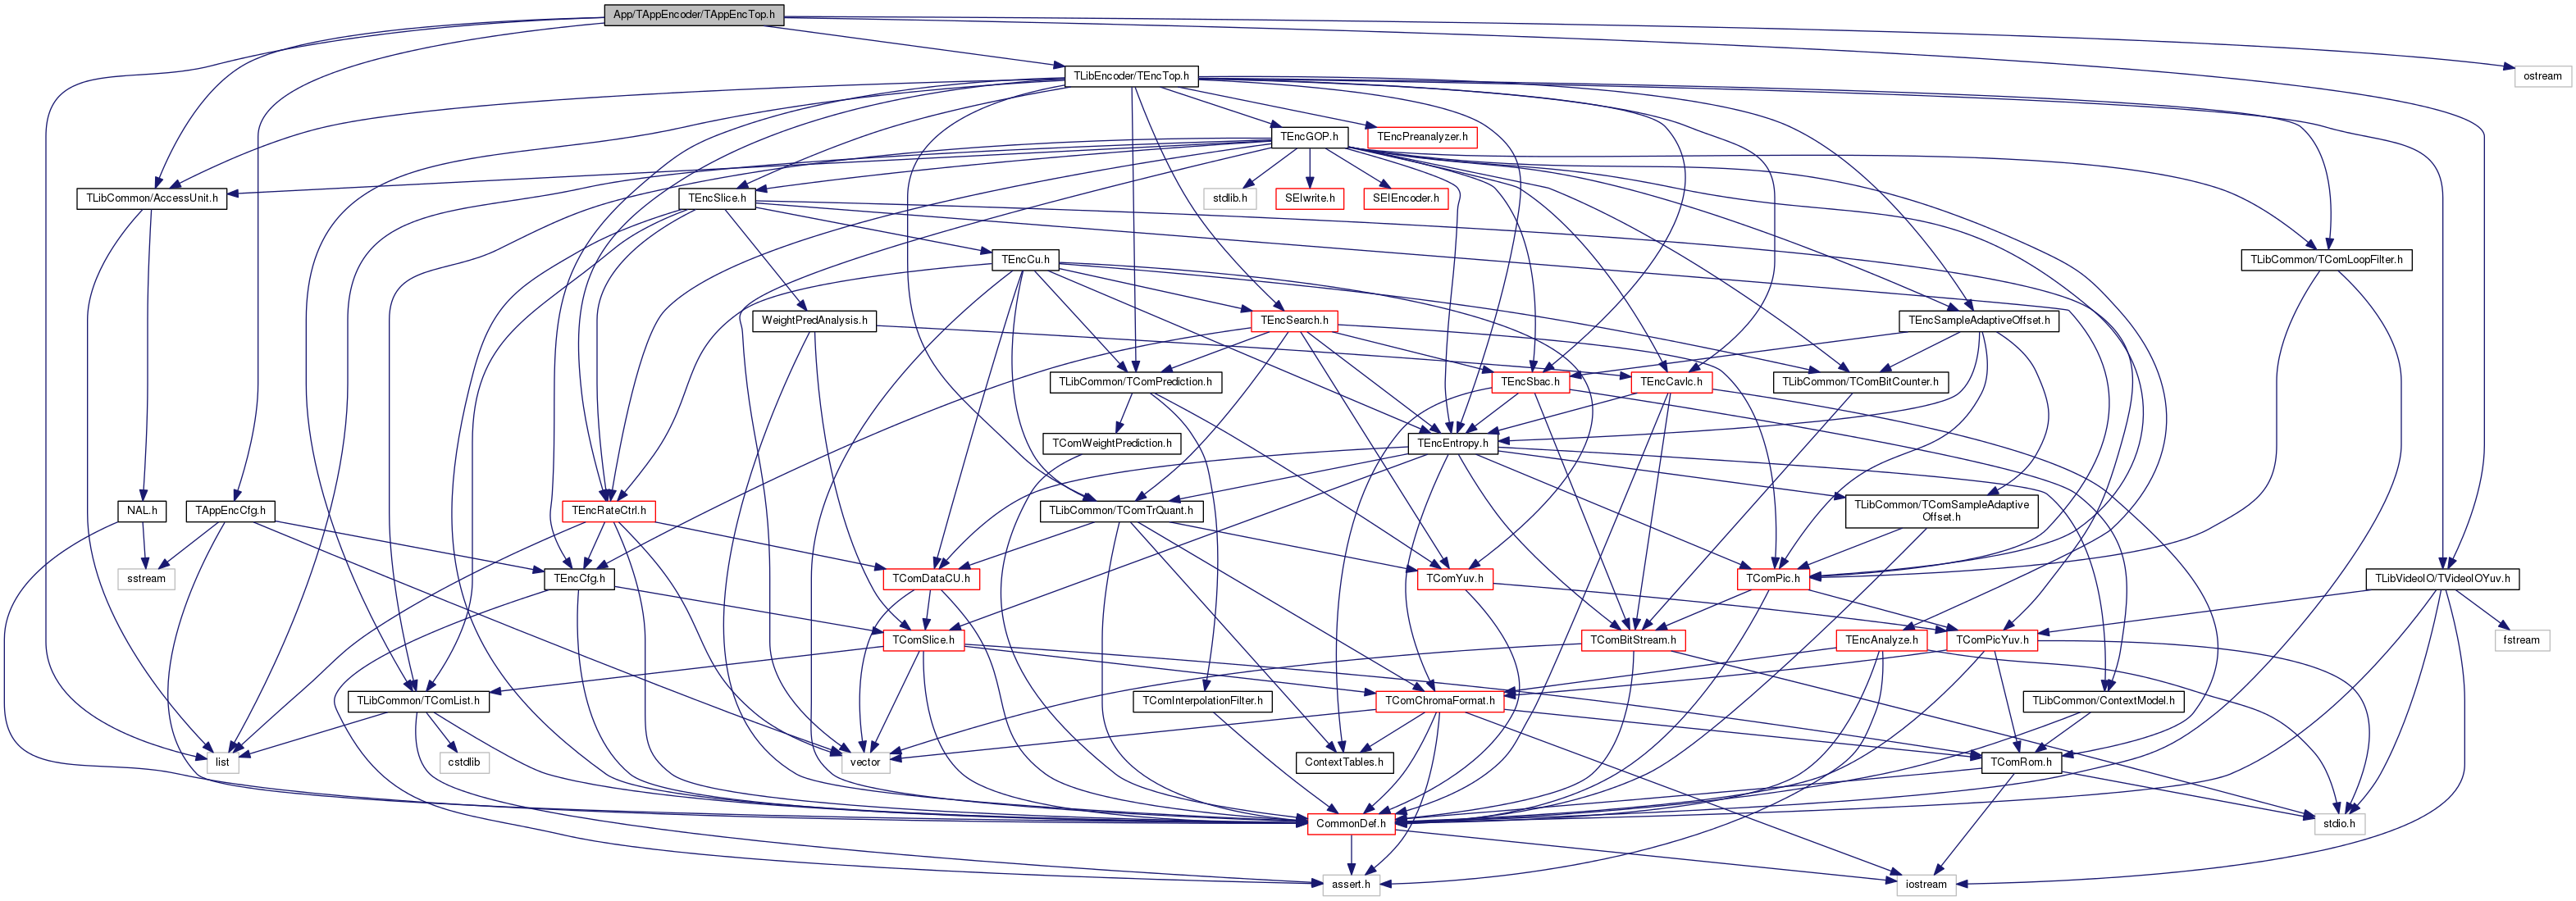 App/TAppEncoder/TAppEncTop.h
TLibEncoder/TEncTop.h
ostream
TEncGOP.h
TEncPreanalyzer.h
TLibCommon/AccessUnit.h
TEncSlice.h
stdlib.h
SEIwrite.h
SEIEncoder.h
TEncCu.h
TLibCommon/TComLoopFilter.h
WeightPredAnalysis.h
TEncSearch.h
TEncSampleAdaptiveOffset.h
TLibCommon/TComPrediction.h
TEncSbac.h
TEncCavlc.h
TLibCommon/TComBitCounter.h
TComWeightPrediction.h
TEncEntropy.h
NAL.h
TAppEncCfg.h
TEncRateCtrl.h
TLibCommon/TComTrQuant.h
TLibCommon/TComSampleAdaptive
Offset.h
sstream
TEncCfg.h
TComDataCU.h
TComYuv.h
TComPic.h
TLibVideoIO/TVideoIOYuv.h
TComSlice.h
TComBitStream.h
TEncAnalyze.h
TComPicYuv.h
fstream
TLibCommon/TComList.h
TComInterpolationFilter.h
TComChromaFormat.h
TLibCommon/ContextModel.h
list
cstdlib
vector
ContextTables.h
TComRom.h
CommonDef.h
stdio.h
assert.h
iostream